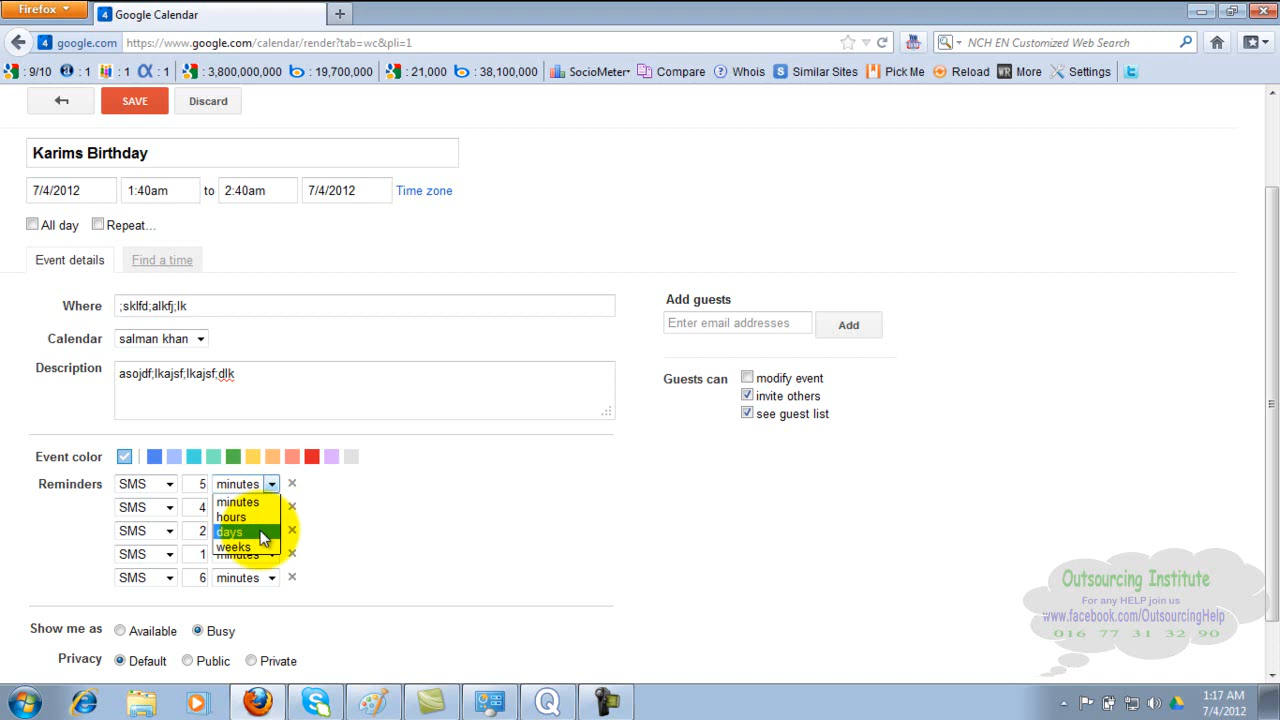 Firefox
4 Google Calendar
4 google.com https://www.google.com/calendar/render?tab=wc&pli=1 NCH EN Customized Web Search
: 9/10 : 1 : 1 : 1 : 3,800,000,000 : 19,700,000 : 21,000 : 38,100,000 SocioMeter Compare Whois Similar Sites Pick Me Reload More Settings
SAVE Discard
Karims Birthday
7/4/2012 1:40am to 2:40am 7/4/2012 Time zone
All day Repeat...
Event details Find a time
Where ;sklfd;alkfj;lk
Calendar salman khan
Description asojdf;lkajsf;lkajsf;dlk
Add guests
Enter email addresses Add
Guests can modify event
invite others
see guest list
Event color
Reminders SMS 5 minutes
minutes
hours
days
weeks
SMS 4
SMS 2
SMS 1 minutes
SMS 6 minutes
Show me as Available Busy
Privacy Default Public Private
Outsourcing Institute
For any HELP join us
www.facebook.com/OutsourcingHelp
016 77 31 32 90
1:17 AM
7/4/2012